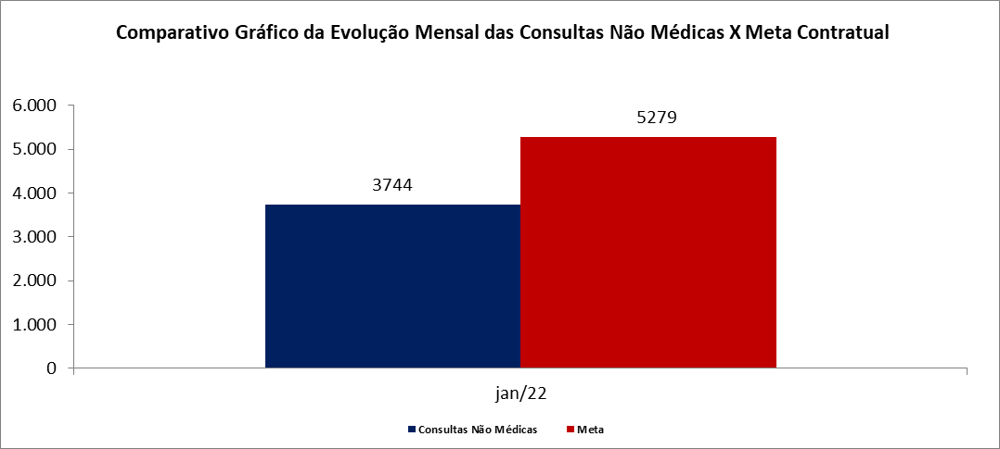 Comparativo Gráfico da Evolução Mensal das Consultas Não Médicas X Meta Contratual
6.000
5.000
4.000
3.000
2.000
1.000
0
3744
5279
jan/22
Consultas Não Médicas
Meta